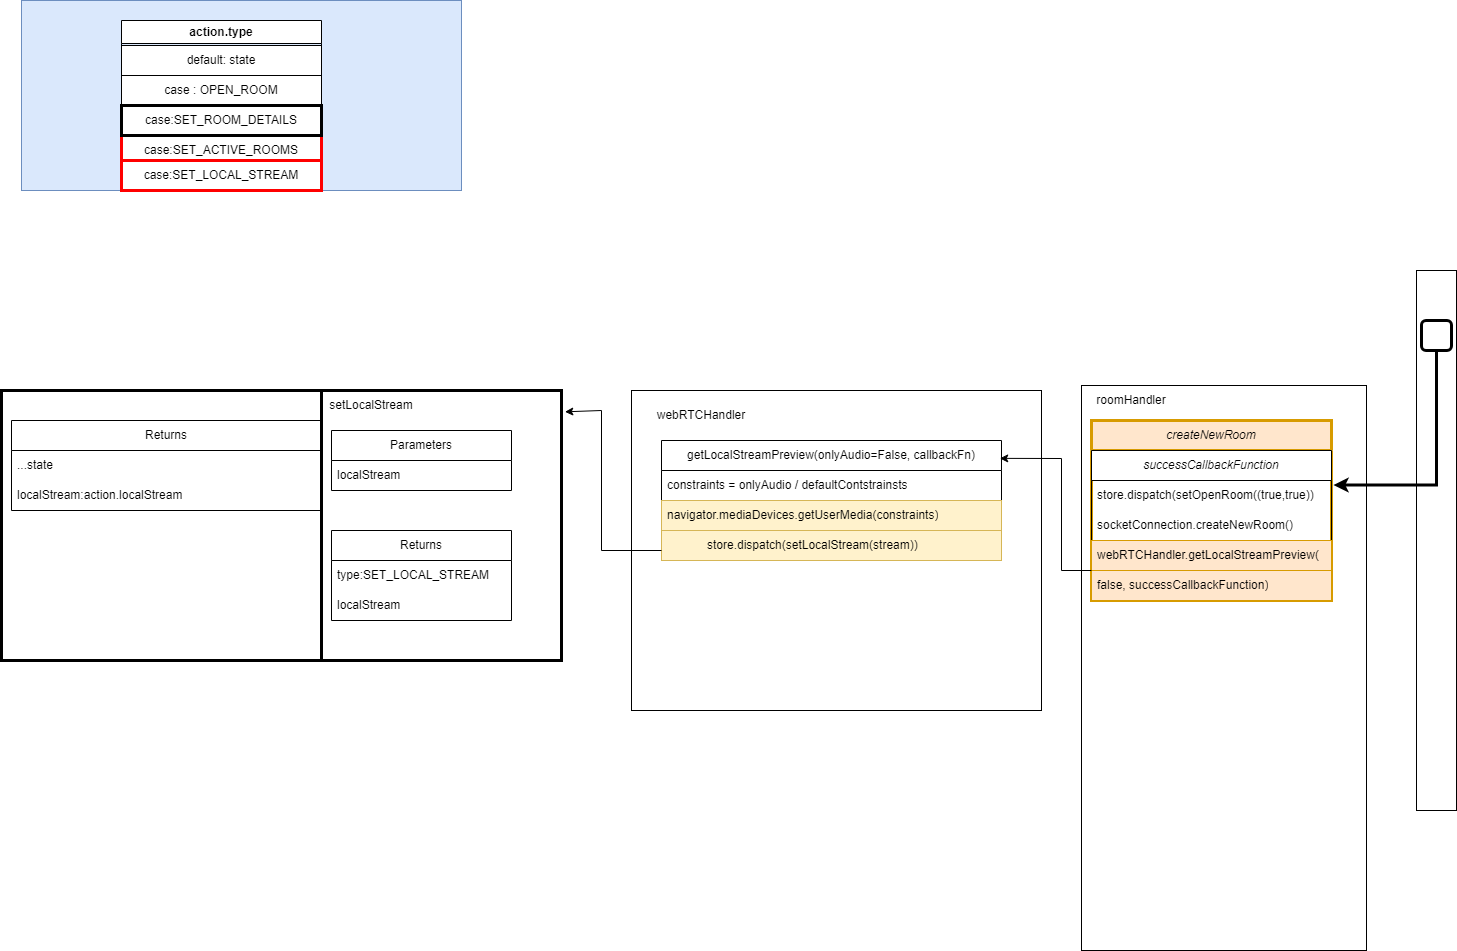 action.type
default: state
case : OPEN_ROOM
case:SET_ROOM_DETAILS
case:SET_ACTIVE_ROOMS
case:SET_LOCAL_STREAM
Returns
...state
localStream:action.localStream
setLocalStream
Parameters
localStream
Returns
type:SET_LOCAL_STREAM
localStream
webRTCHandler
getLocalStreamPreview(onlyAudio=False, callbackFn)
constraints = onlyAudio / defaultContstrainsts
navigator.mediaDevices.getUserMedia(constraints)
store.dispatch(setLocalStream(stream))
roomHandler
createNewRoom
successCallbackFunction
store.dispatch(setOpenRoom((true,true))
socketConnection.createNewRoom()
webRTCHandler.getLocalStreamPreview(
false, successCallbackFunction)